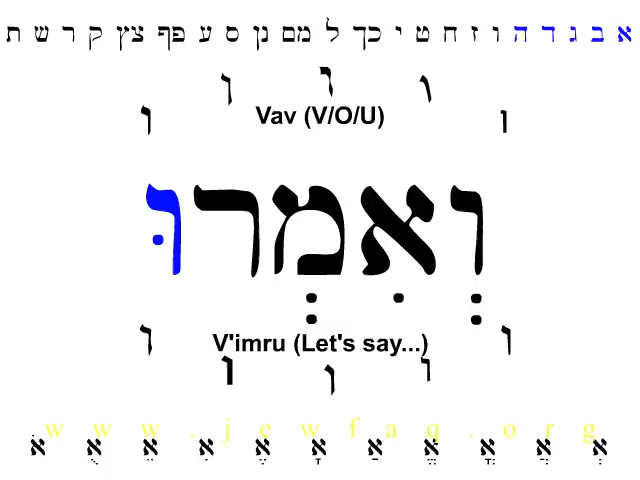 א ב ג ד ה ו ז ח ט י כך ל מם נן ס ע פף צץ ק ר ש ת
ו ו ו
ו Vav (V/O/U) ו
וְאִמְרוּ
ו V'imru (Let's say...) ו
ו ו ו
www.jewfaq.org
אְ אֲ אֳ אֱ אַ אָ אֶ אִ אֵ אֻ אֹ